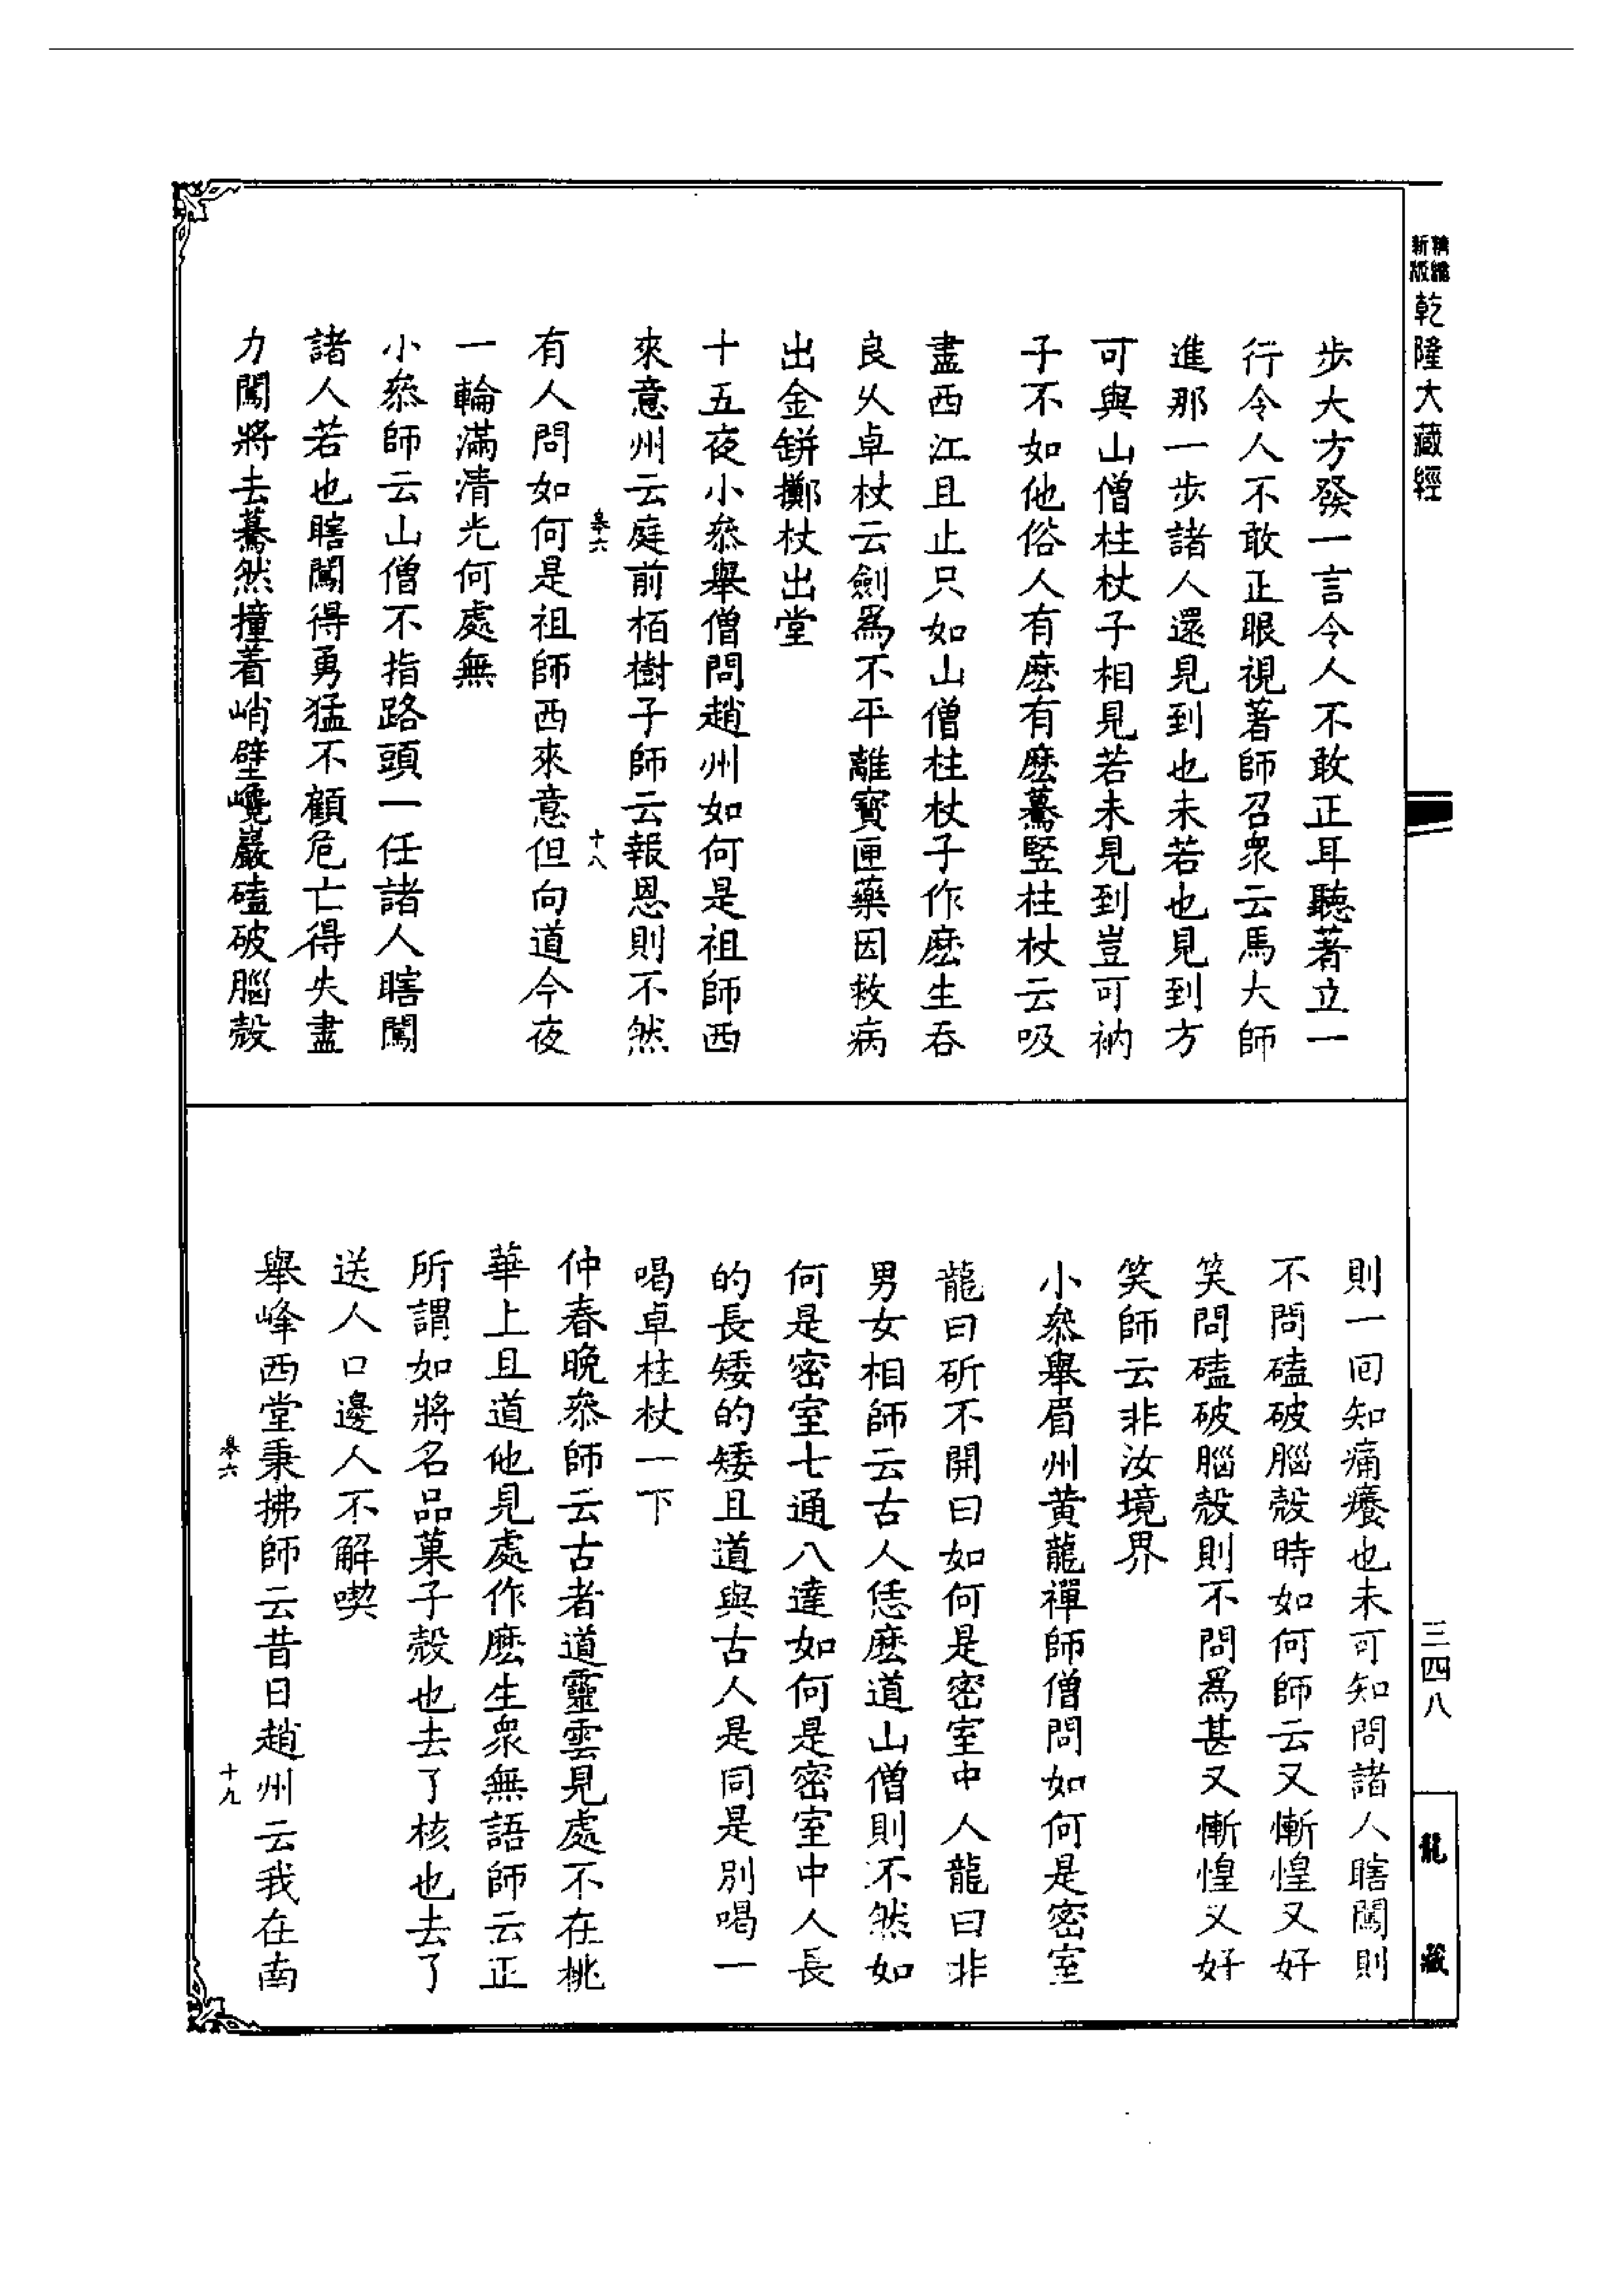 新版精編
乾隆大藏經
步大方發一言令人不敢正耳聽著立一
行令人不敢正眼視著師召衆云馬大師
進那一步諸人還見到也未若也見到方
可與山僧柱杖子相見若未見到豈可衲
子不如他俗人有麽有麽驀豎柱杖云吸
盡西江且止只如山僧柱杖子作麽生吞
良乆卓杖云劍爲不平離寶匣藥因救病
出金鉼擲杖出堂
十五夜小叅舉僧問趙州如何是祖師西
來意州云庭前栢樹子師云報恩則不然
臯六 十八
有人問如何是祖師西來意但向道今夜
一輪滿清光何處無
小叅師云山僧不指路頭一任諸人瞎闖
諸人若也瞎闖得勇猛不顧危亡得失盡
力闖將去驀然撞着峭壁巉巖磕破腦殼
則一回知痛癢也未可知問諸人瞎闖則
不問磕破腦殼時如何師云又慚惶又好
笑問磕破腦殼則不問爲甚又慚惶又好
笑師云非汝境界
小叅舉眉州黄龍禪師僧問如何是密室
龍曰斫不開曰如何是密室中人龍曰非
男女相師云古人恁麽道山僧則不然如
何是密室七通八達如何是密室中人長
的長矮的矮且道與古人是同是别喝一
喝卓柱杖一下
仲春晚叅師云古者道靈雲見處不在桃
華上且道他見處作麽生衆無語師云正
所謂如將名品菓子殼也去了核也去了
送人口邊人不解喫
舉峰西堂秉拂師云昔日趙州云我在南
臯六 十九
三四八
龍藏